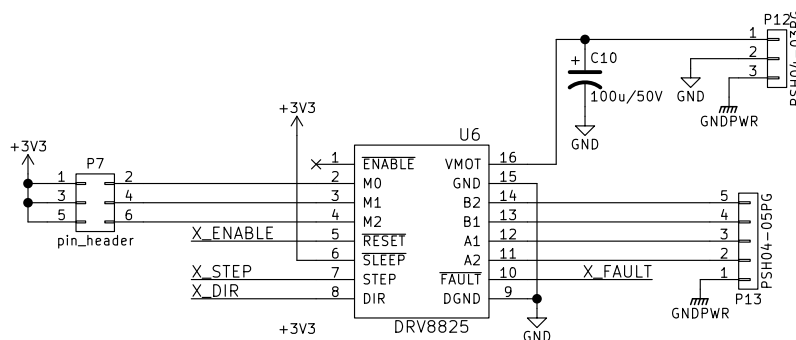 P12
1
2
3
PSH04-03PG
+
C10
100u/50V
GND
GND
GNDPWR
+3V3
+3V3
P7
1
2
3
4
5
6
pin_header
U6
1
ENABLE
VMOT
16
2
M0
GND
15
3
M1
B2
14
4
M2
B1
13
X_ENABLE
5
RESET
A1
12
6
SLEEP
A2
11
X_STEP
7
STEP
FAULT
10
X_FAULT
X_DIR
8
DIR
DGND
9
DRV8825
+3V3
GND
5
4
3
2
1
PSH04-05PG
GNDPWR
P13